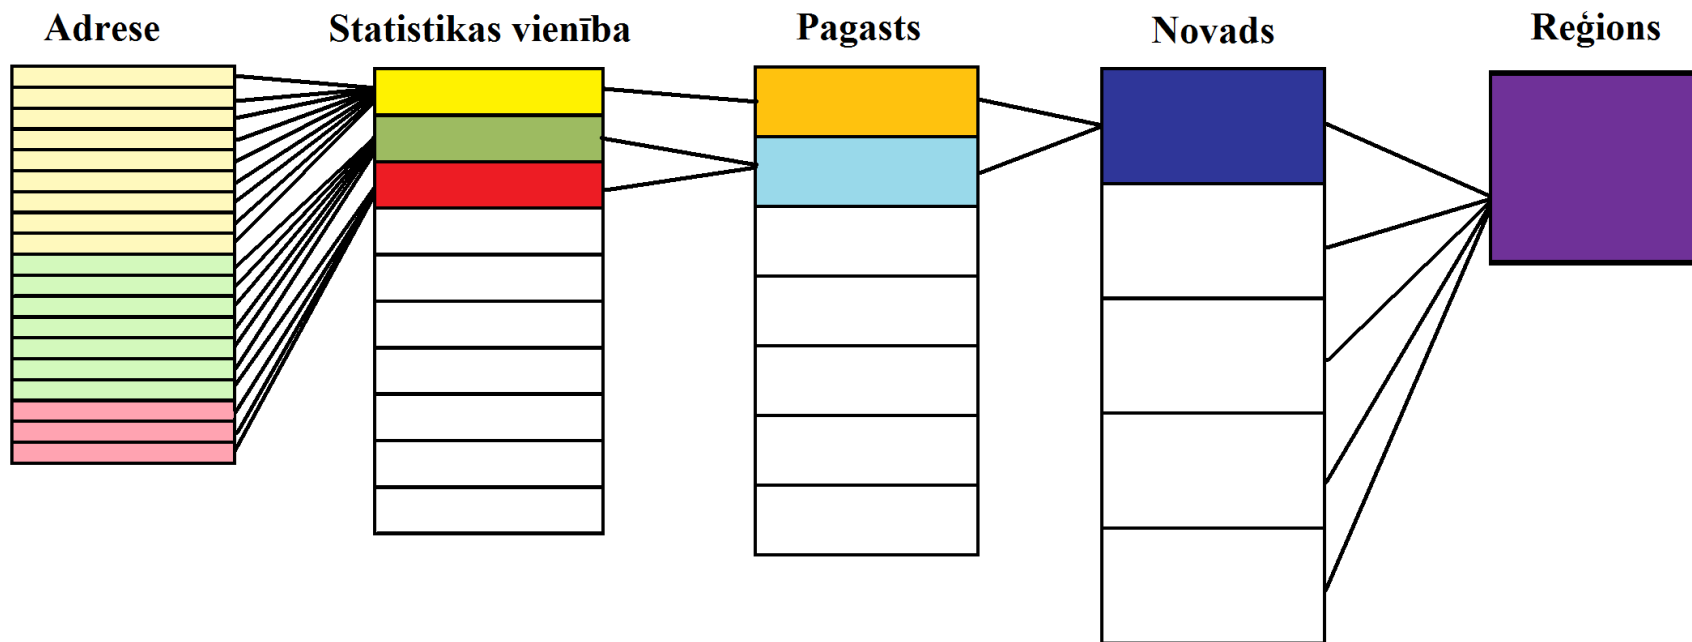 Adrese
Statistikas vienība
Pagasts
Novads
Reģions